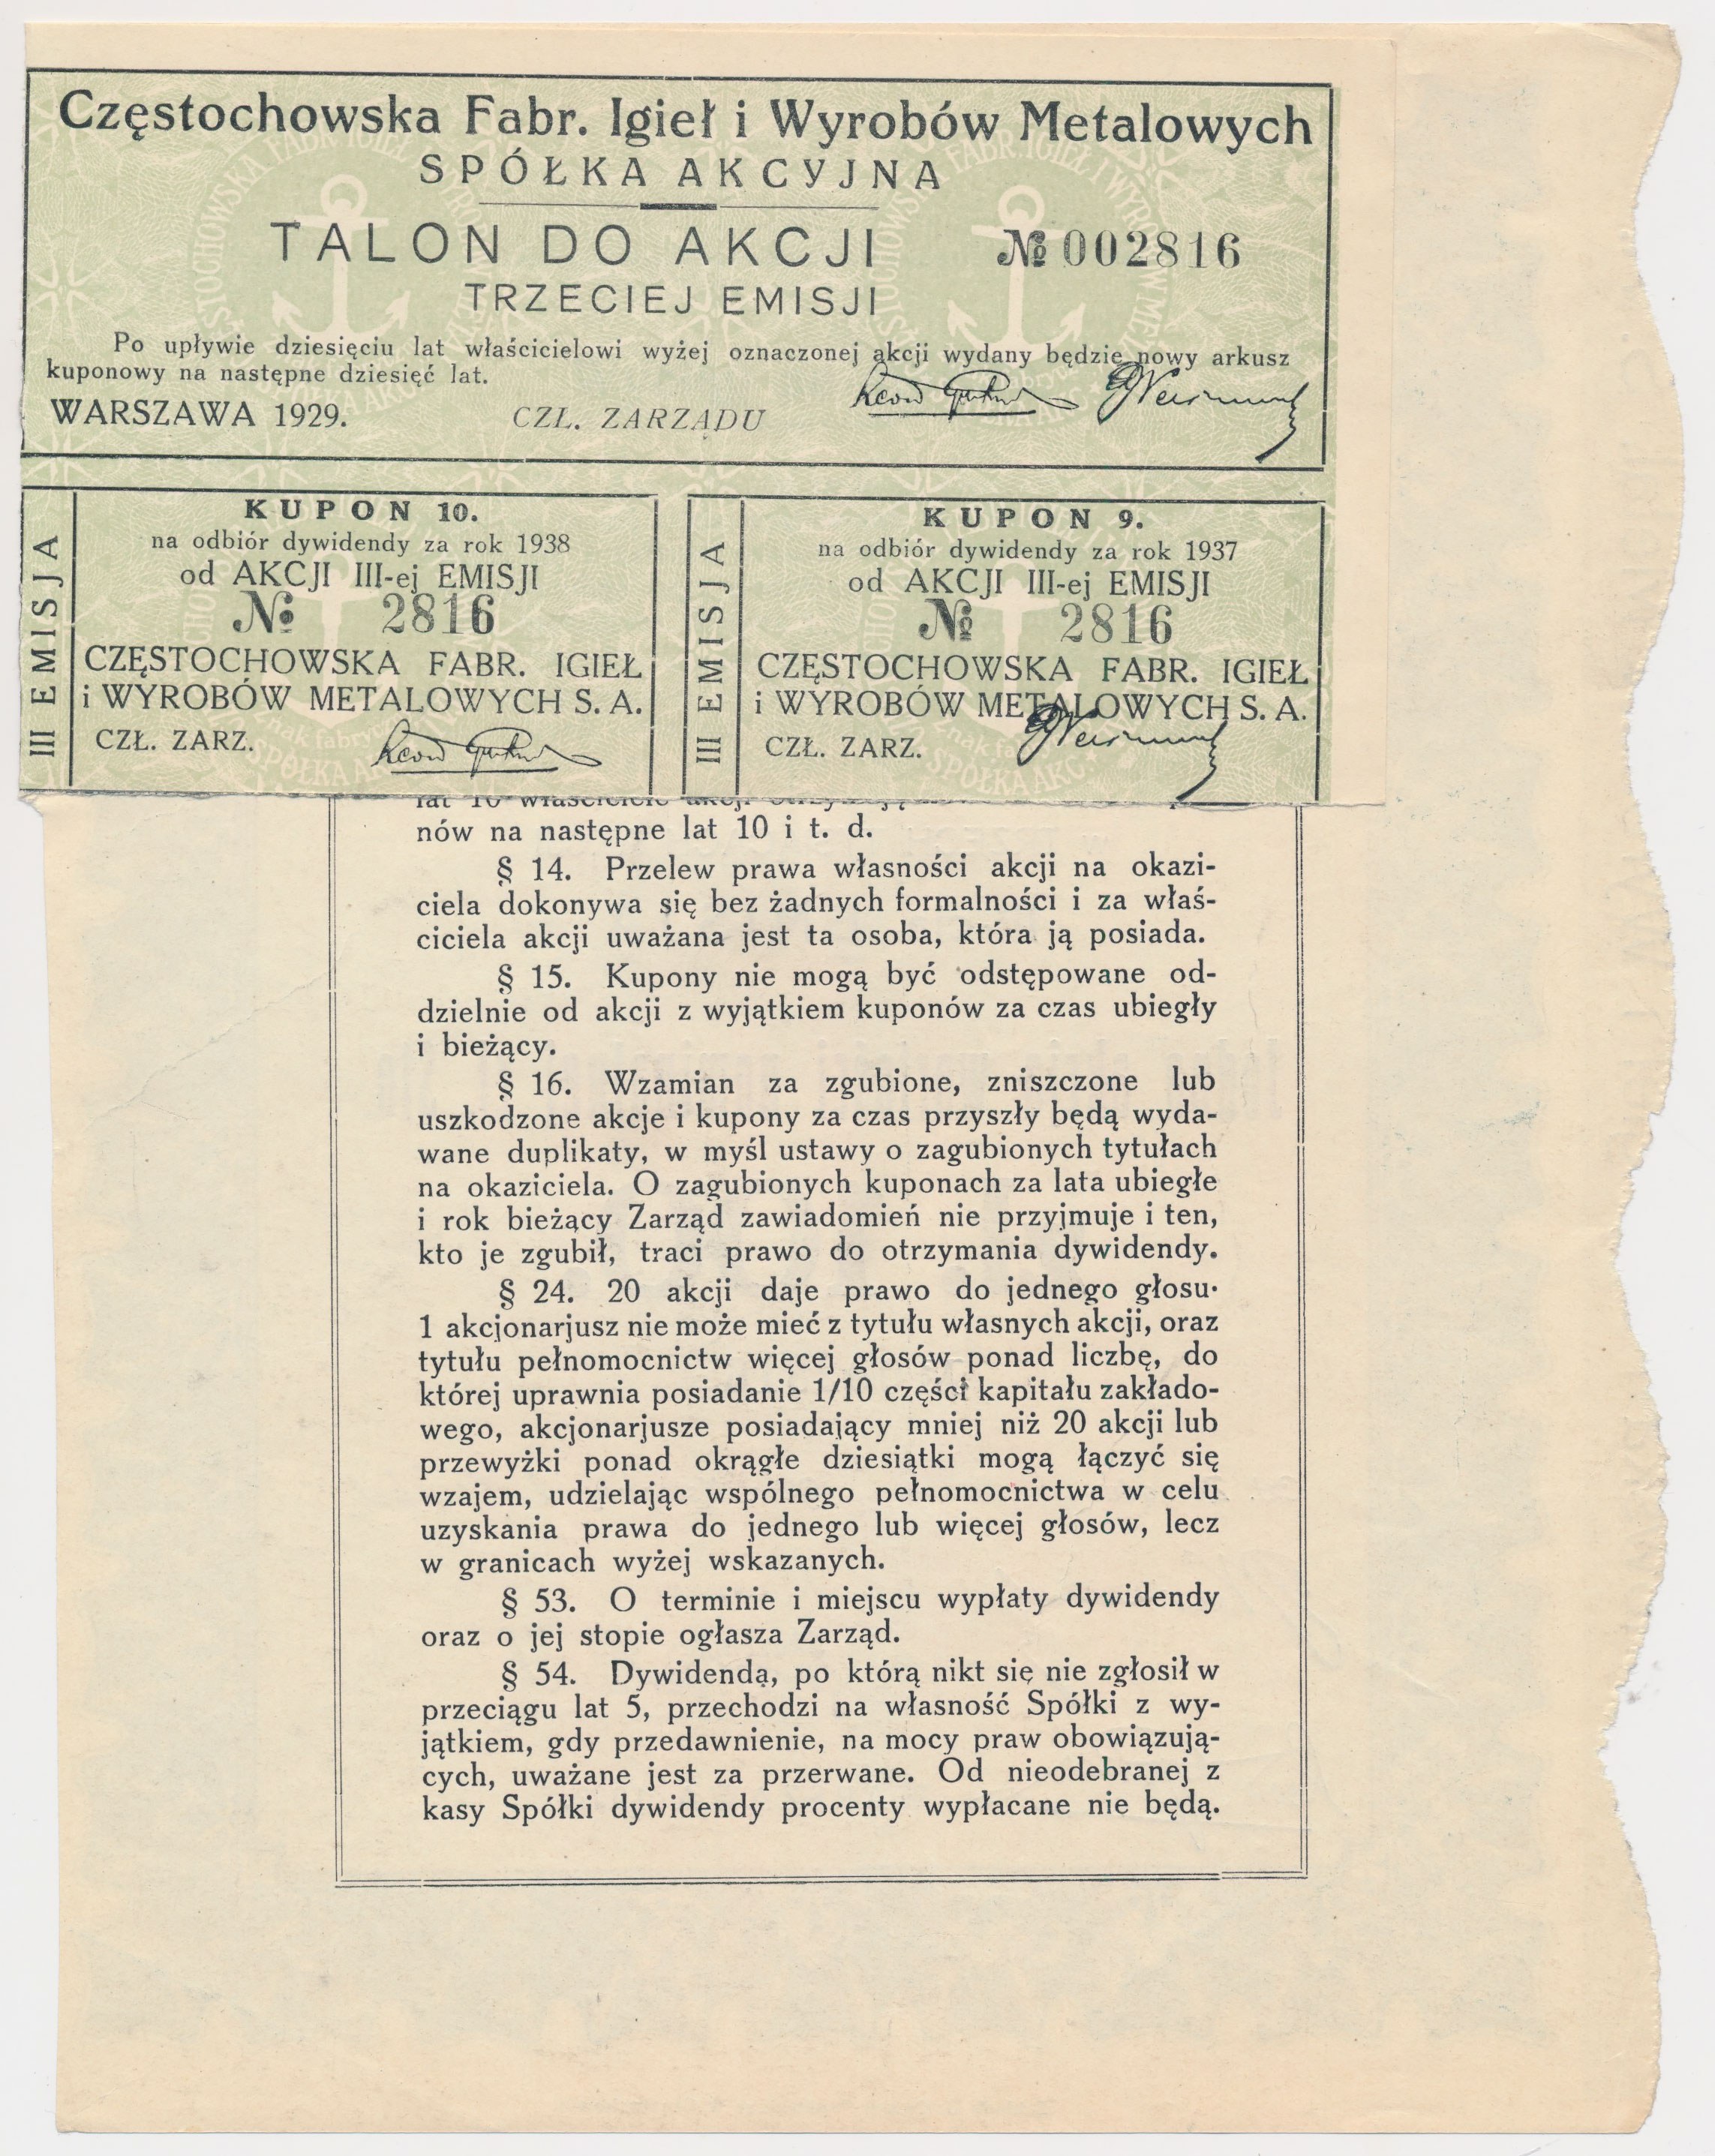 Częstochowska Fabr. Igieł i Wyrobów Metalowych
SPÓŁKA AKCYJNA
TALON DO AKCJI № 002816
TRZECIEJ EMISJI
Po upływie dziesięciu lat właścicielowi wyżej oznaczonej akcji wydany będzie nowy arkusz
kuponowy na następne dziesięć lat.
WARSZAWA 1929. CZŁ. ZARZĄDU
III EMISJA
KUPON 10.
na odbiór dywidendy za rok 1938
od AKCJI III-ej EMISJI
№ 2816
CZĘSTOCHOWSKA FABR. IGIEŁ
i WYROBÓW METALOWYCH S. A.
CZŁ. ZARZ.
III EMISJA
KUPON 9.
na odbiór dywidendy za rok 1937
od AKCJI III-ej EMISJI
№ 2816
CZĘSTOCHOWSKA FABR. IGIEŁ
i WYROBÓW METALOWYCH S. A.
CZŁ. ZARZ.
lat 10 właściciele akcji
nów na następne lat 10 i t. d.
§ 14. Przelew prawa własności akcji na okazi-
ciela dokonywa się bez żadnych formalności i za właś-
ciciela akcji uważana jest ta osoba, która ją posiada.
§ 15. Kupony nie mogą być odstępowane od-
dzielnie od akcji z wyjątkiem kuponów za czas ubiegły
i bieżący.
§ 16. Wzamian za zgubione, zniszczone lub
uszkodzone akcje i kupony za czas przyszły będą wyda-
wane duplikaty, w myśl ustawy o zagubionych tytułach
na okaziciela. O zagubionych kuponach za lata ubiegłe
i rok bieżący Zarząd zawiadomień nie przyjmuje i ten,
kto je zgubił, traci prawo do otrzymania dywidendy.
§ 24. 20 akcji daje prawo do jednego głosu·
1 akcjonarjusz nie może mieć z tytułu własnych akcji, oraz
tytułu pełnomocnictw więcej głosów ponad liczbę, do
której uprawnia posiadanie 1/10 części kapitału zakłado-
wego, akcjonarjusze posiadający mniej niż 20 akcji lub
przewyżki ponad okrągłe dziesiątki mogą łączyć się
wzajem, udzielając wspólnego pełnomocnictwa w celu
uzyskania prawa do jednego lub więcej głosów, lecz
w granicach wyżej wskazanych.
§ 53. O terminie i miejscu wypłaty dywidendy
oraz o jej stopie ogłasza Zarząd.
§ 54. Dywidenda, po którą nikt się nie zgłosił w
przeciągu lat 5, przechodzi na własność Spółki z wy-
jątkiem, gdy przedawnienie, na mocy praw obowiązują-
cych, uważane jest za przerwane. Od nieodebranej z
kasy Spółki dywidendy procenty wypłacane nie będą.